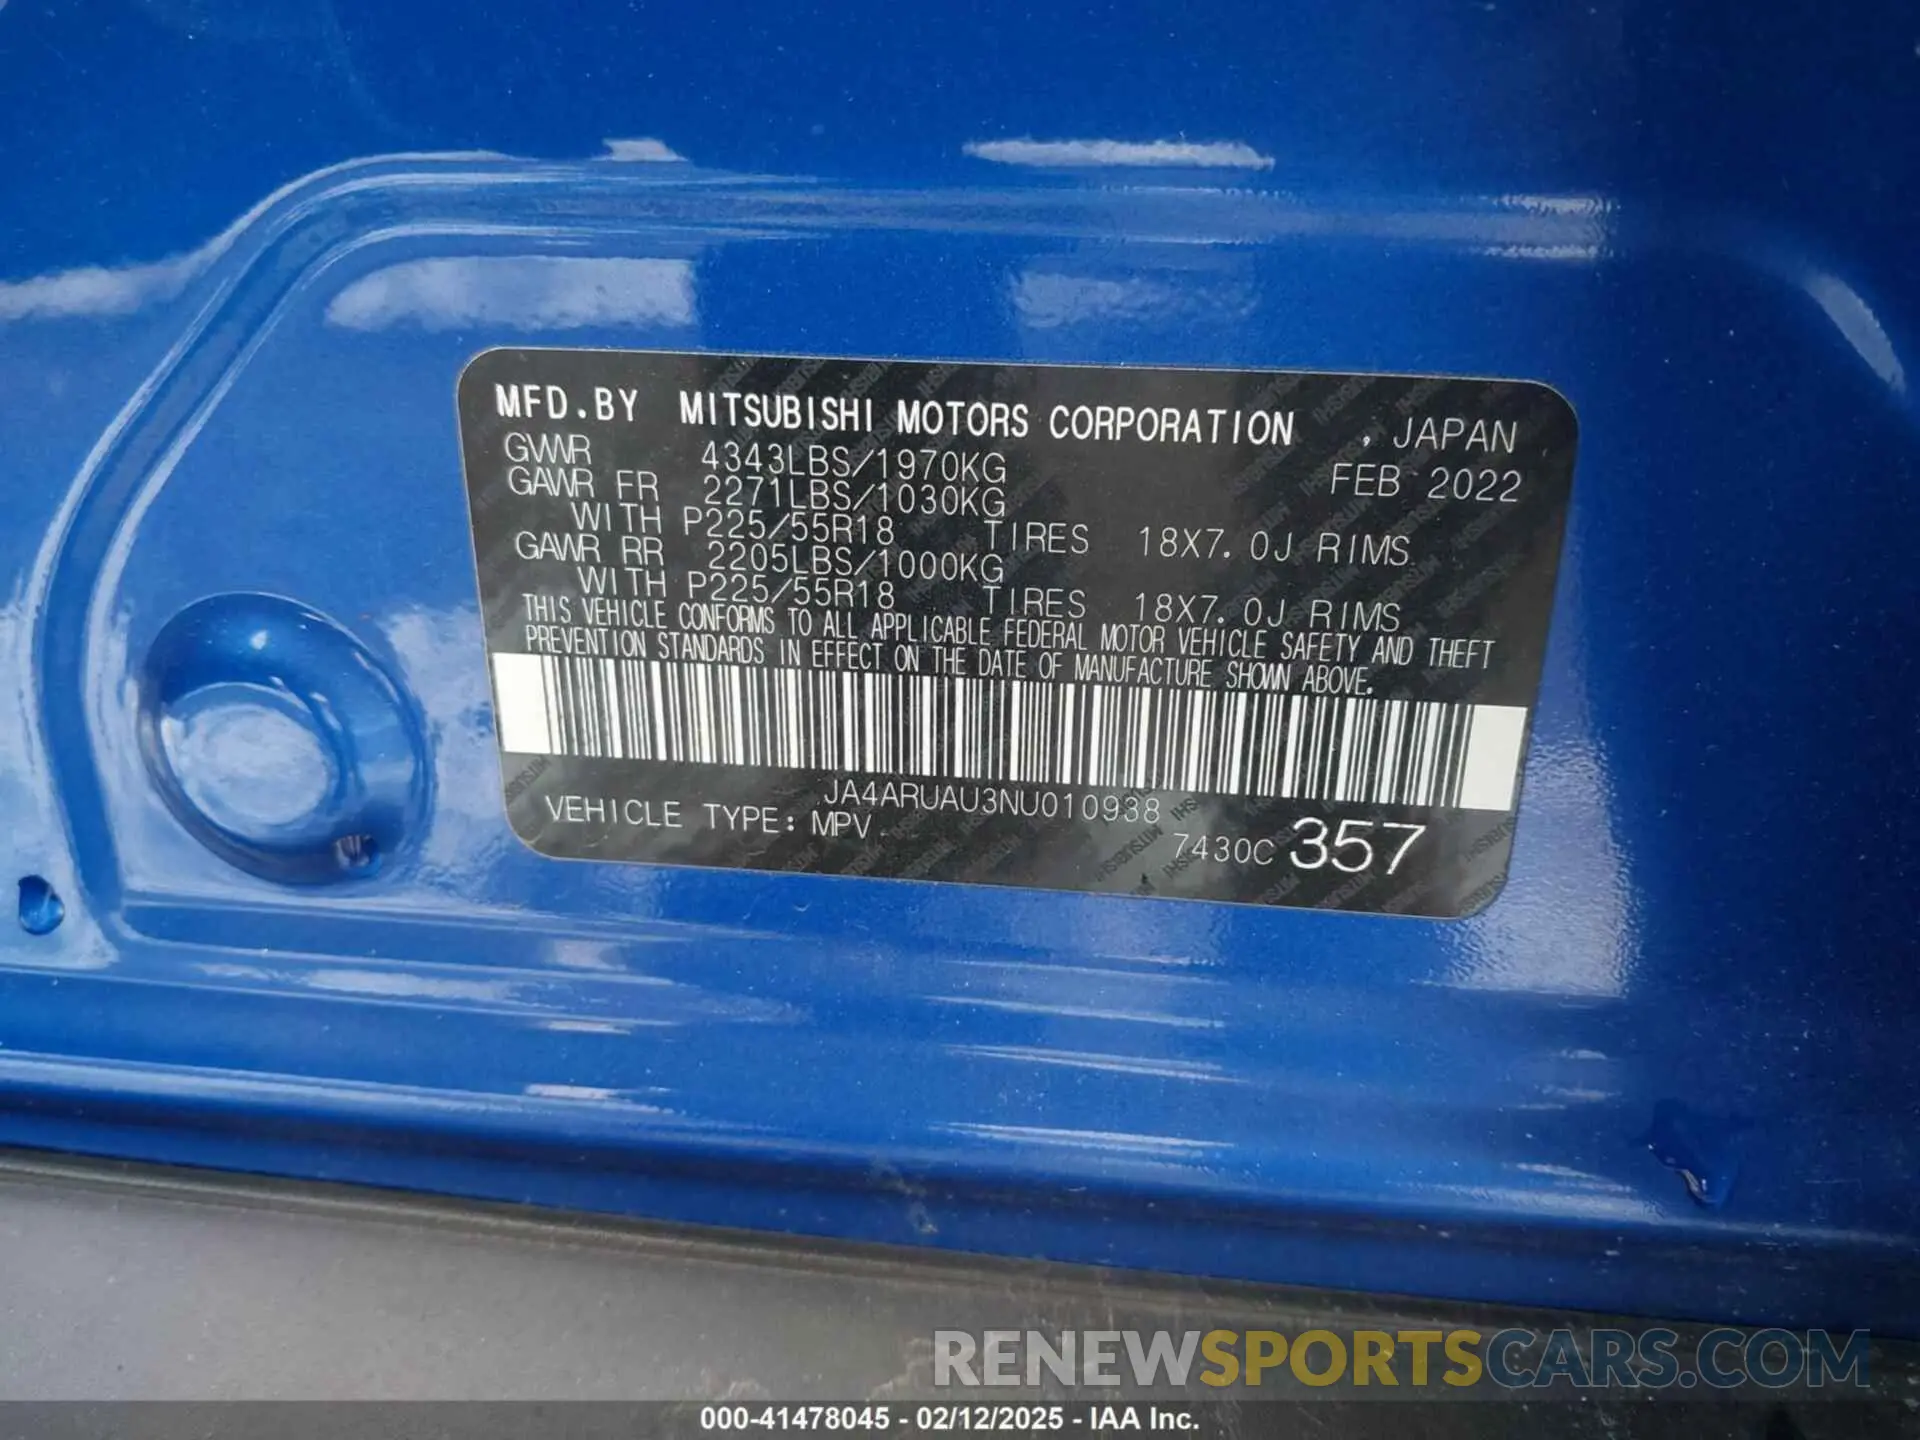 MFD.BY MITSUBISHI MOTORS CORPORATION , JAPAN
GVWR 4343LBS/1970KG FEB 2022
GAWR FR 2271LBS/1030KG
WITH P225/55R18 TIRES 18X7.0J RIMS
GAWR RR 2205LBS/1000KG
WITH P225/55R18 TIRES 18X7.0J RIMS
THIS VEHICLE CONFORMS TO ALL APPLICABLE FEDERAL MOTOR VEHICLE SAFETY AND THEFT
PREVENTION STANDARDS IN EFFECT ON THE DATE OF MANUFACTURE SHOWN ABOVE.
JA4ARUAU3NU010938
VEHICLE TYPE: MPV
7430C 357
RENEWSPORTSCARS.COM
000-41478045 - 02/12/2025 - IAA Inc.